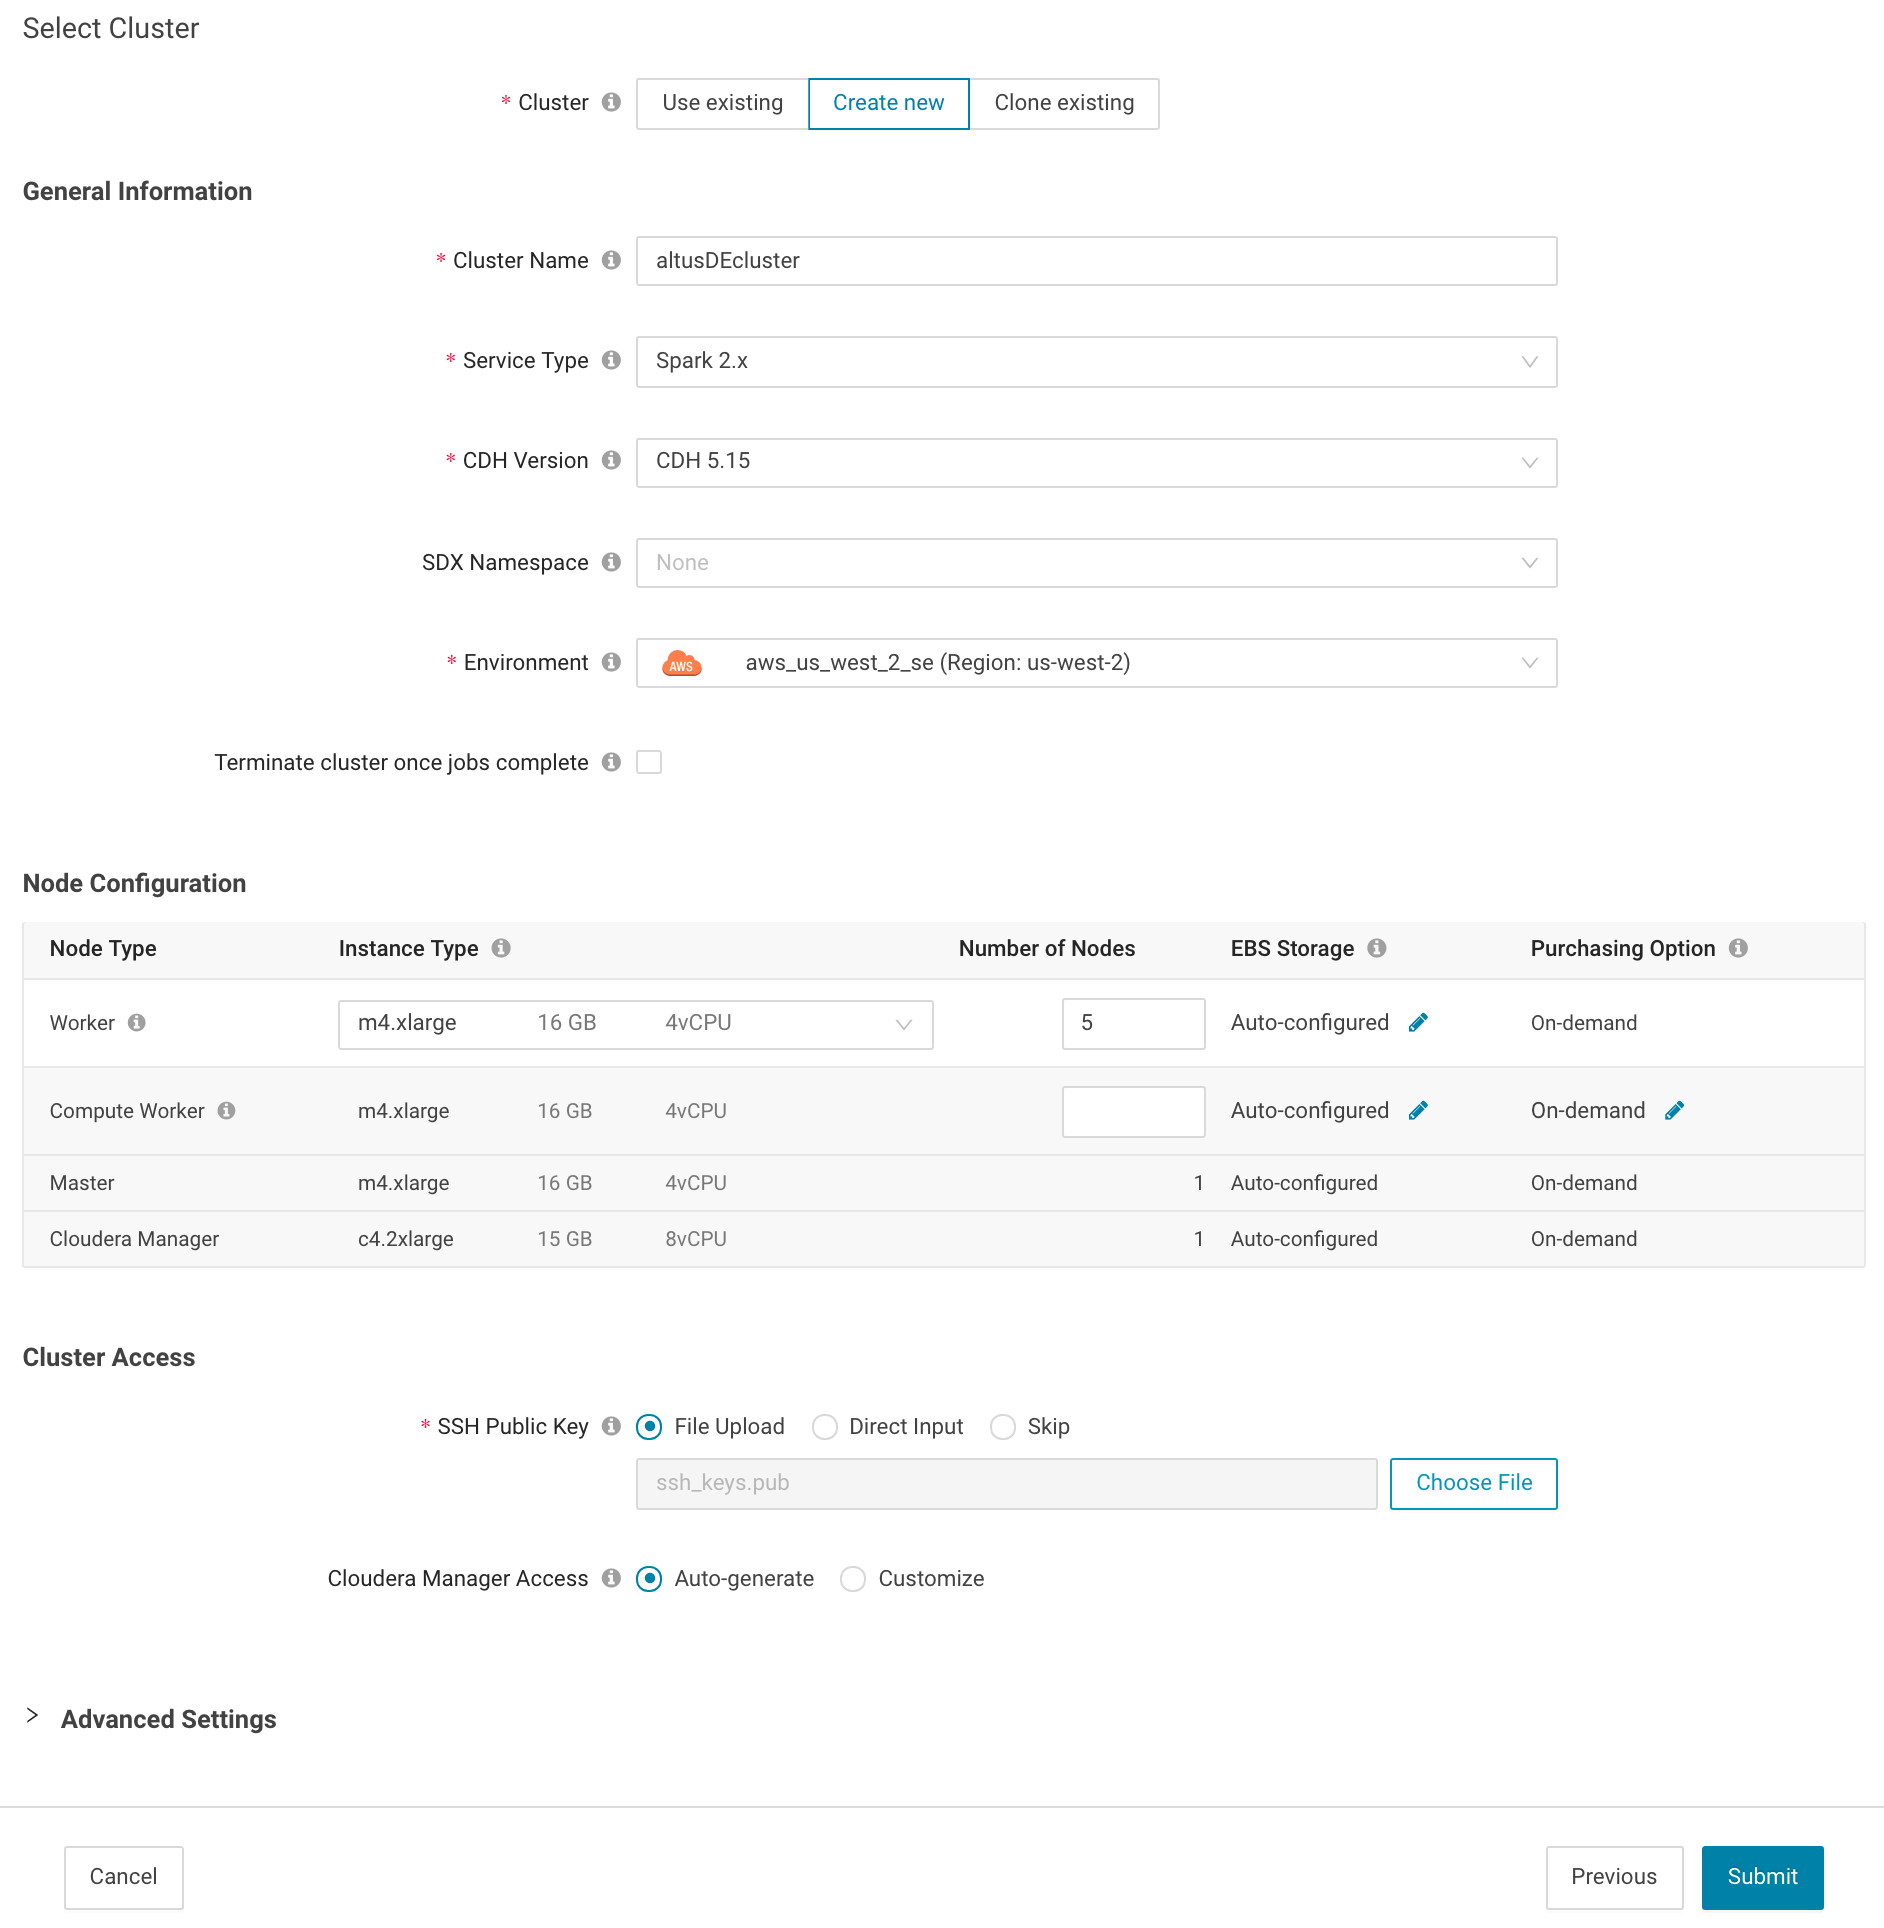 Select Cluster
* Cluster Use existing Create new Clone existing
General Information
* Cluster Name altusDEcluster
* Service Type Spark 2.x
* CDH Version CDH 5.15
SDX Namespace None
* Environment AWS aws_us_west_2_se (Region: us-west-2)
Terminate cluster once jobs complete
Node Configuration
Node Type Instance Type Number of Nodes EBS Storage Purchasing Option
Worker m4.xlarge 16 GB 4vCPU 5 Auto-configured On-demand
Compute Worker m4.xlarge 16 GB 4vCPU Auto-configured On-demand
Master m4.xlarge 16 GB 4vCPU 1 Auto-configured On-demand
Cloudera Manager c4.2xlarge 15 GB 8vCPU 1 Auto-configured On-demand
Cluster Access
* SSH Public Key File Upload Direct Input Skip
ssh_keys.pub Choose File
Cloudera Manager Access Auto-generate Customize
Advanced Settings
Cancel Previous Submit